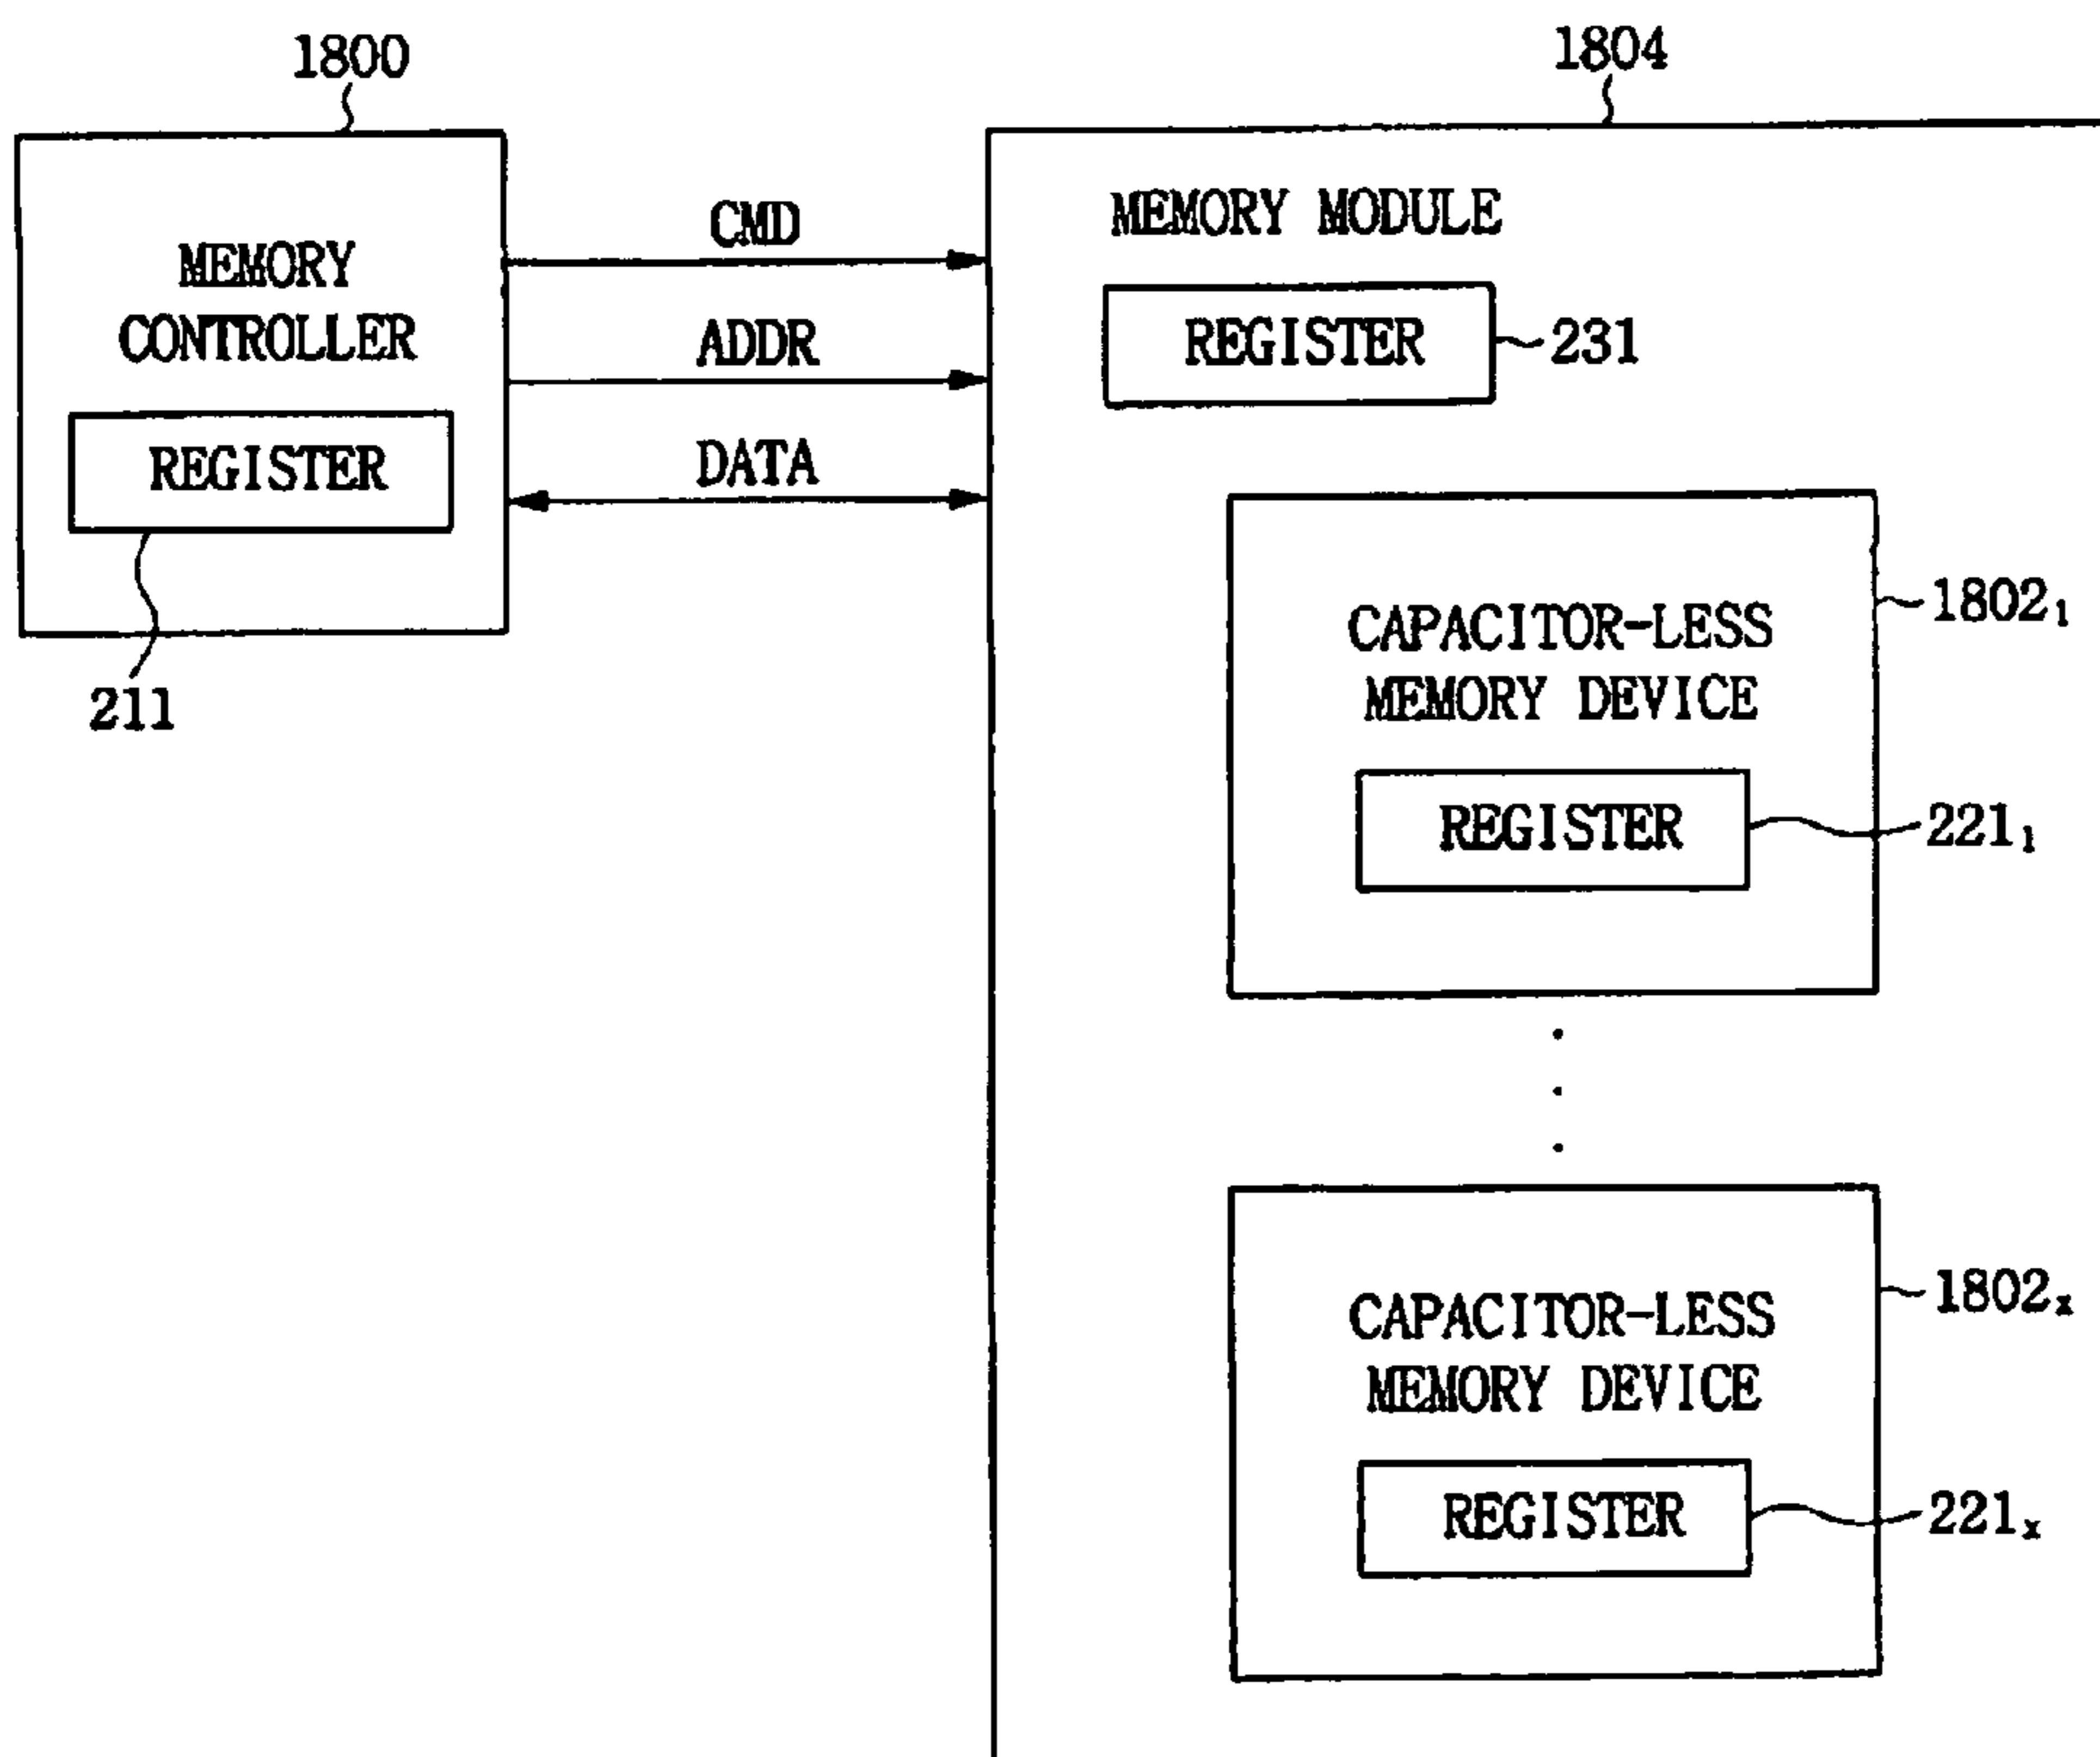 1800
MEMORY
CONTROLLER
REGISTER
211
CMD
ADDR
DATA
1804
MEMORY MODULE
REGISTER
231
CAPACITOR-LESS
MEMORY DEVICE
1802₁
REGISTER
221₁
CAPACITOR-LESS
MEMORY DEVICE
1802ₓ
REGISTER
221ₓ